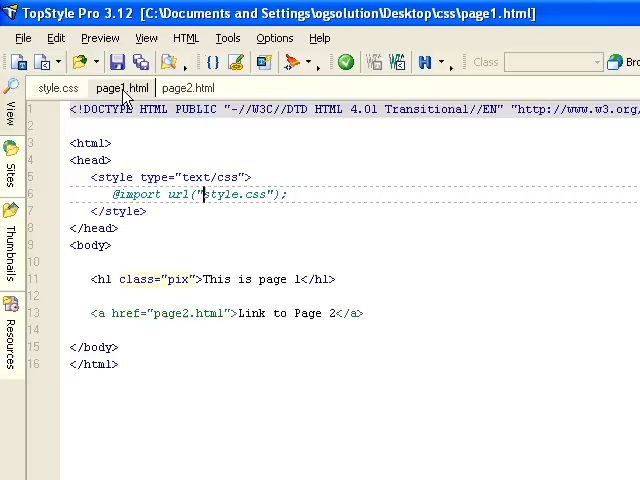 TopStyle Pro 3.12 [C:\Documents and Settings\ogsolution\Desktop\css\page1.html]
File Edit Preview View HTML Tools Options Help
Class Bro
style.css page1.html page2.html
View
Sites
Thumbnails
Resources
1 <!DOCTYPE HTML PUBLIC "-//W3C//DTD HTML 4.01 Transitional//EN" "http://www.w3.org/
2
3 <html>
4 <head>
5 <style type="text/css">
6 @import url("style.css");
7 </style>
8 </head>
9 <body>
10
11 <h1 class="pix">This is page 1</h1>
12
13 <a href="page2.html">Link to Page 2</a>
14
15 </body>
16 </html>